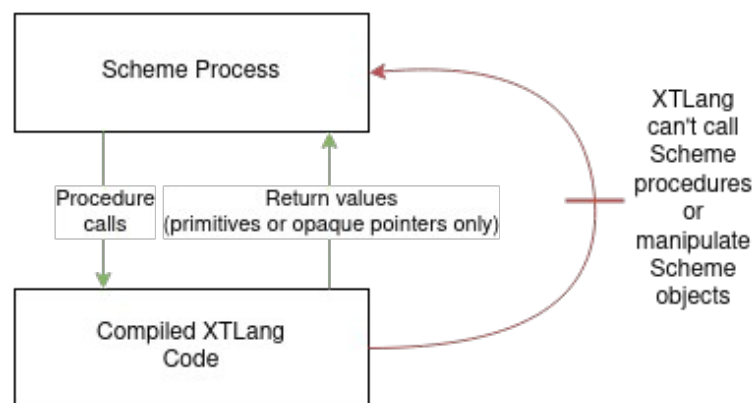 Scheme Process
Procedure
calls
Return values
(primitives or opaque pointers only)
XTLang
can't call
Scheme
procedures
or
manipulate
Scheme
objects
Compiled XTLang
Code